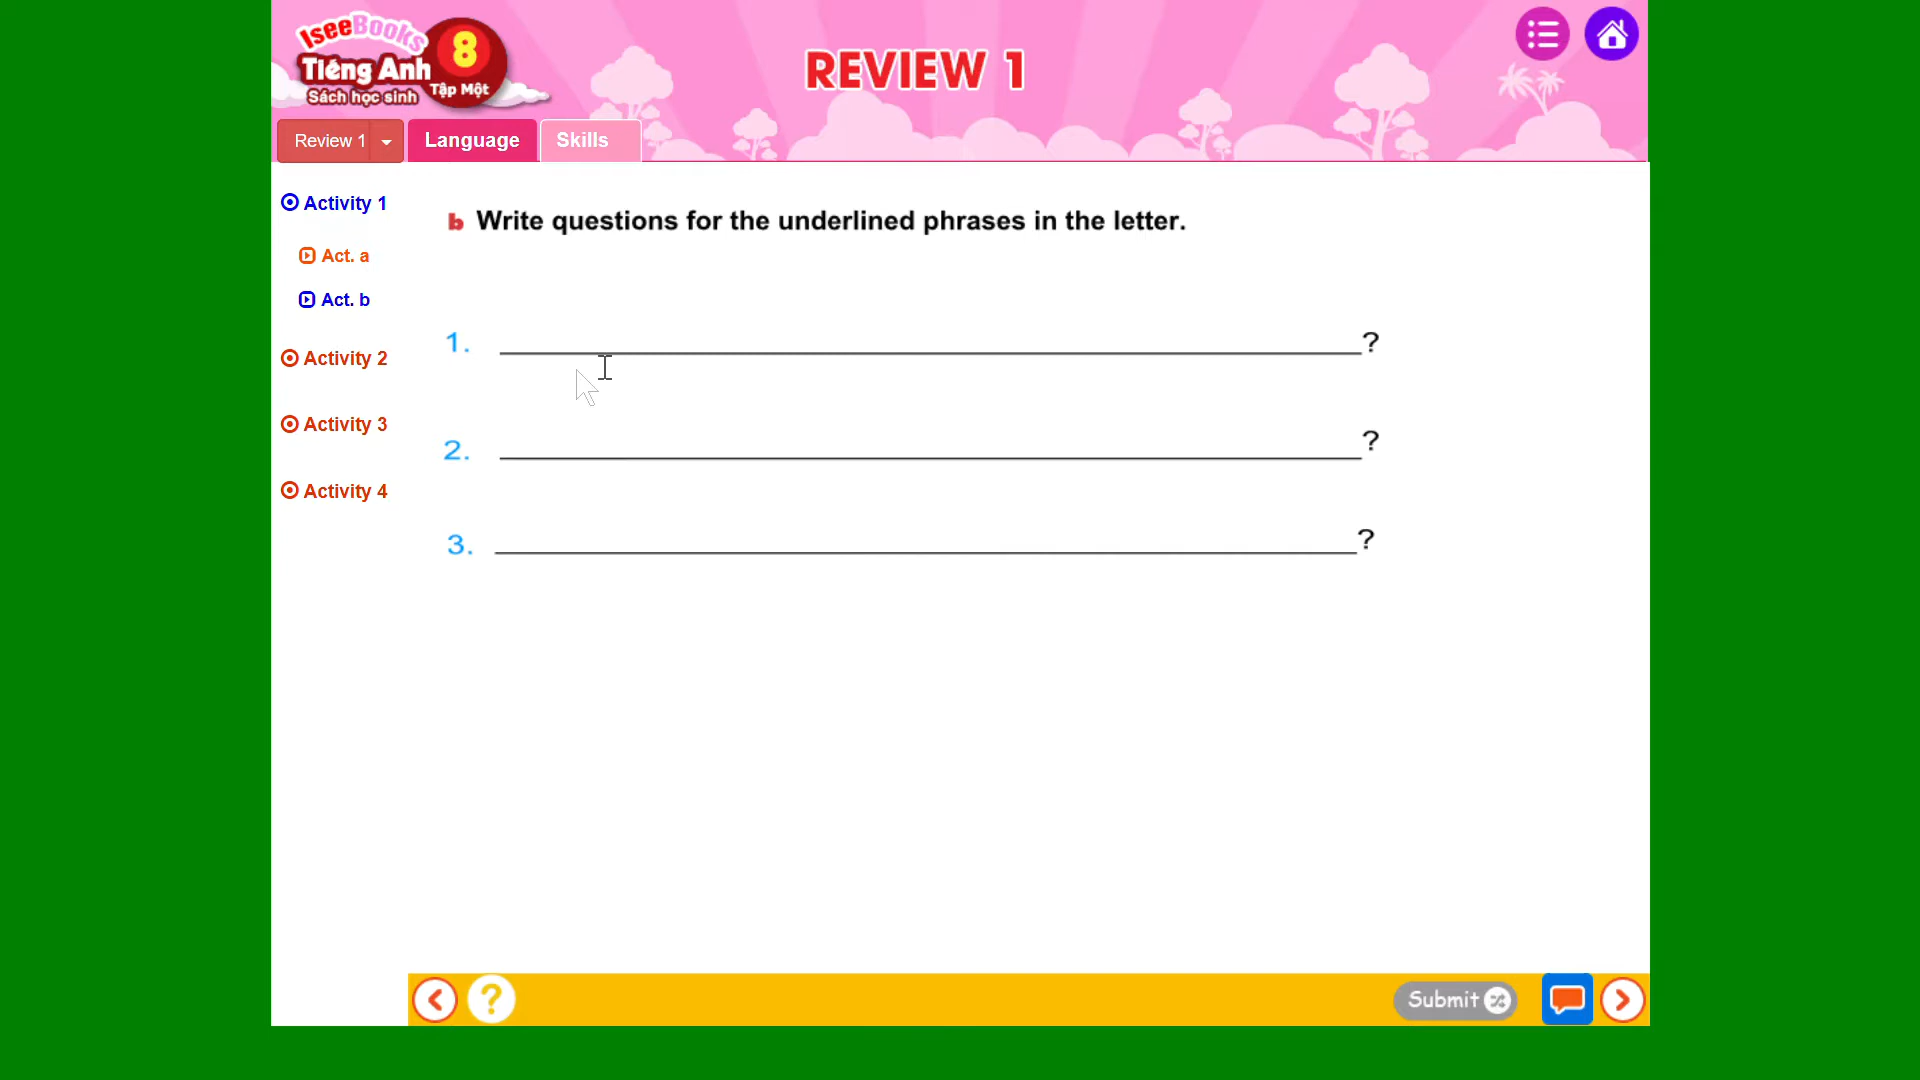 IseeBooks
Tiếng Anh 8
Sách học sinh Tập Một
REVIEW 1
Review 1
Language
Skills
Activity 1
Act. a
Act. b
Activity 2
Activity 3
Activity 4
b Write questions for the underlined phrases in the letter.
1. ?
2. ?
3. ?
?
Submit